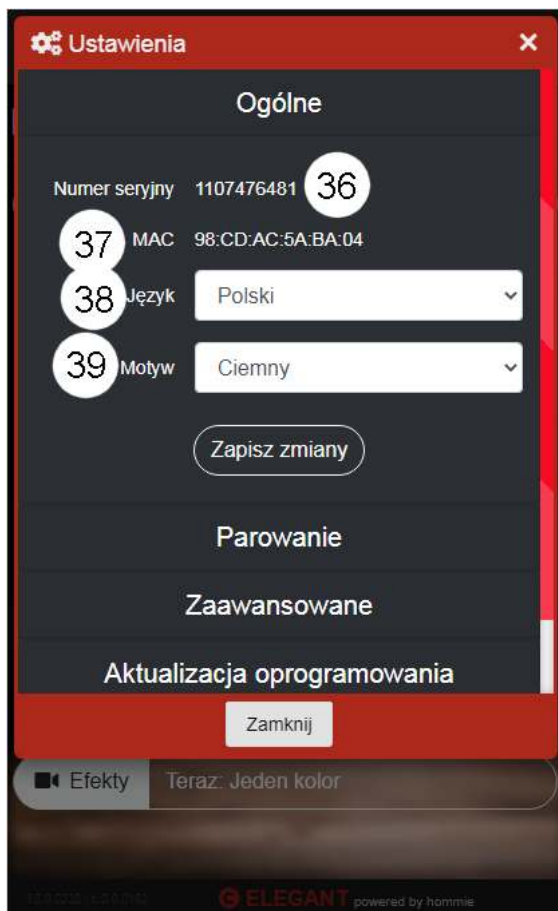 Ustawienia ×
Ogólne
Numer seryjny 1107476481 36
37 MAC 98:CD:AC:5A:BA:04
38 Język Polski
39 Motyw Ciemny
Zapisz zmiany
Parowanie
Zaawansowane
Aktualizacja oprogramowania
Zamknij
Efekty Teraz: Jeden kolor
ELEGANT powered by hommie